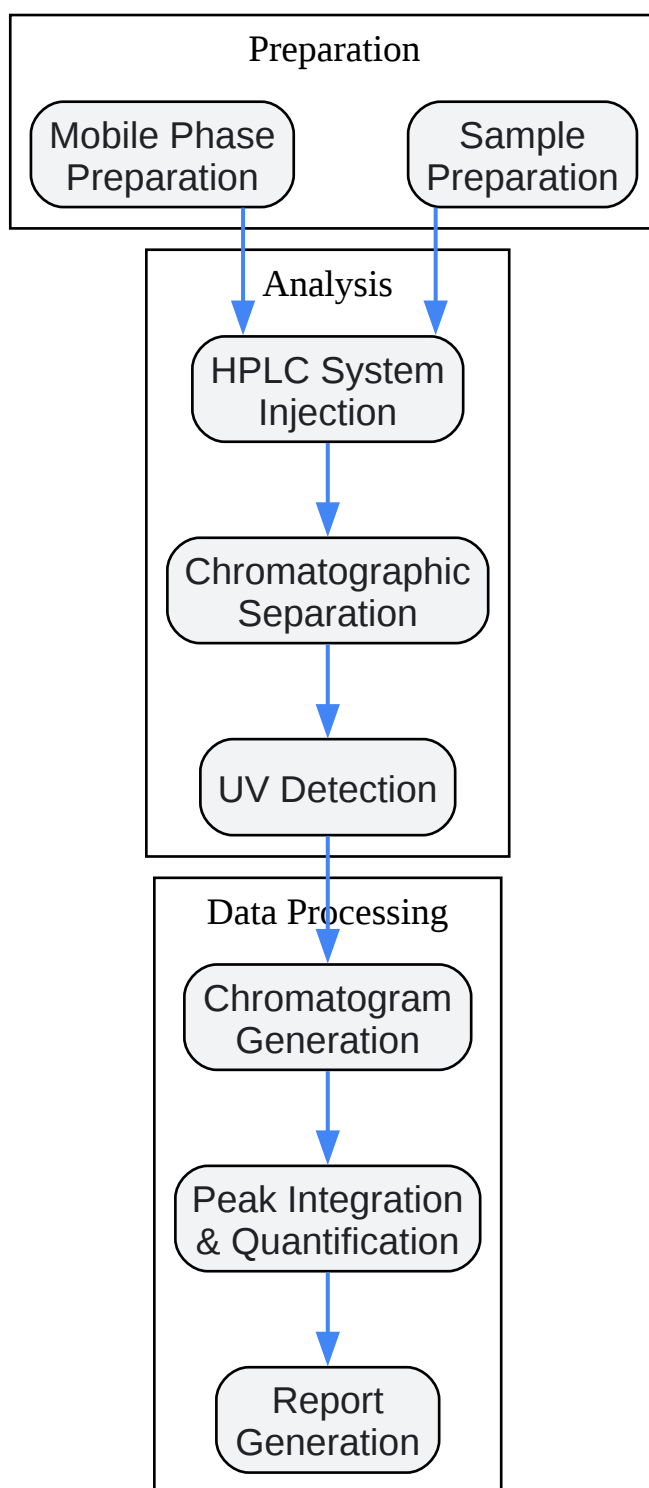 Preparation
Mobile Phase
Preparation
Sample
Preparation
Analysis
HPLC System
Injection
Chromatographic
Separation
UV Detection
Data Processing
Chromatogram
Generation
Peak Integration
& Quantification
Report
Generation